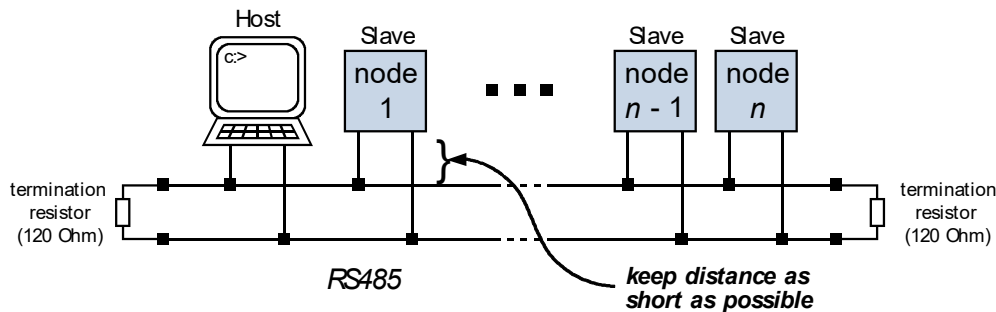 Host
c:>
Slave
node
1
Slave
node
n - 1
Slave
node
n
termination
resistor
(120 Ohm)
termination
resistor
(120 Ohm)
RS485
keep distance as
short as possible